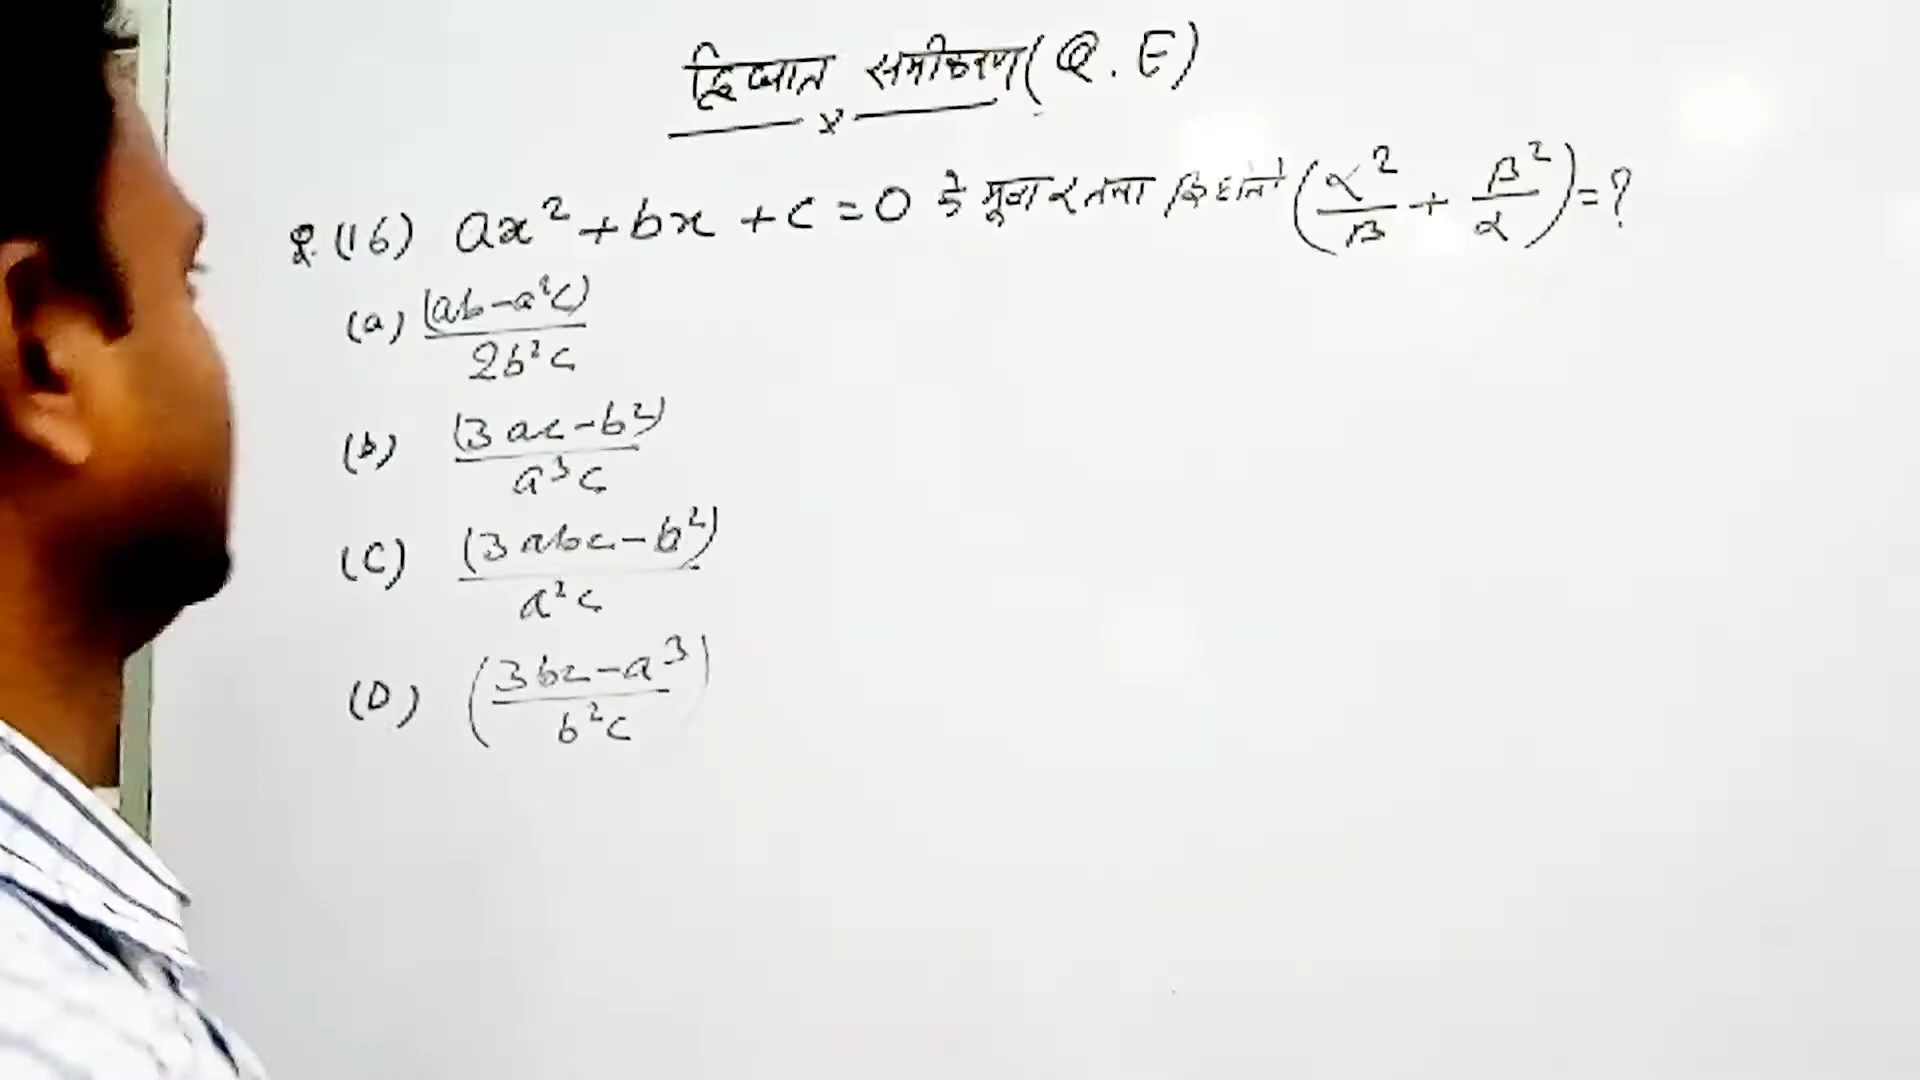 द्विघात समीकरण (Q.E)
Q.(16) ax² + bx + c = 0 के मूल α तथा β हो तो (α²/β + β²/α) = ?
(a) (ab-a²c)/2b²c
(b) (3ac-b²)/a³c
(C) (3abc-b²)/a²c
(D) (3bc-a³/b²c)